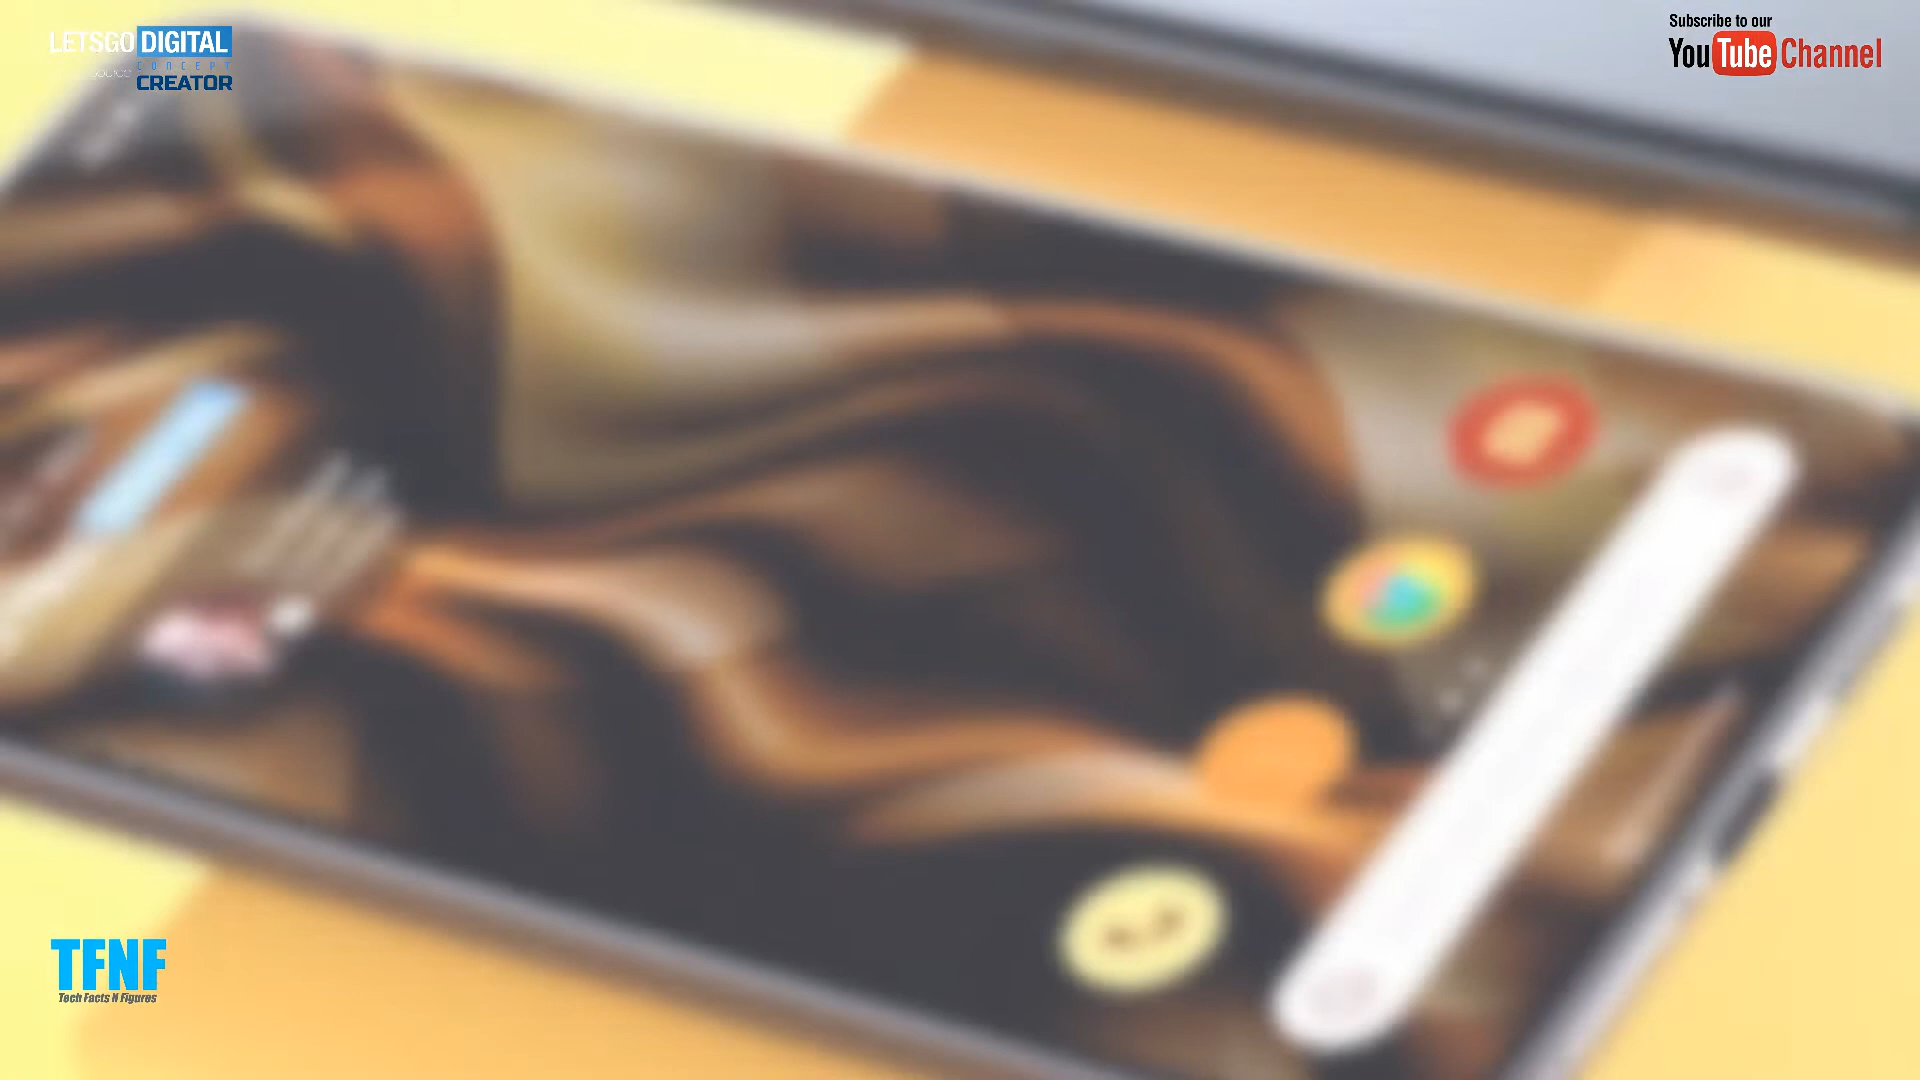 LETSGO DIGITAL
CONCEPT
CREATOR
Subscribe to our
YouTube Channel
TFNF
Tech Facts N Figures